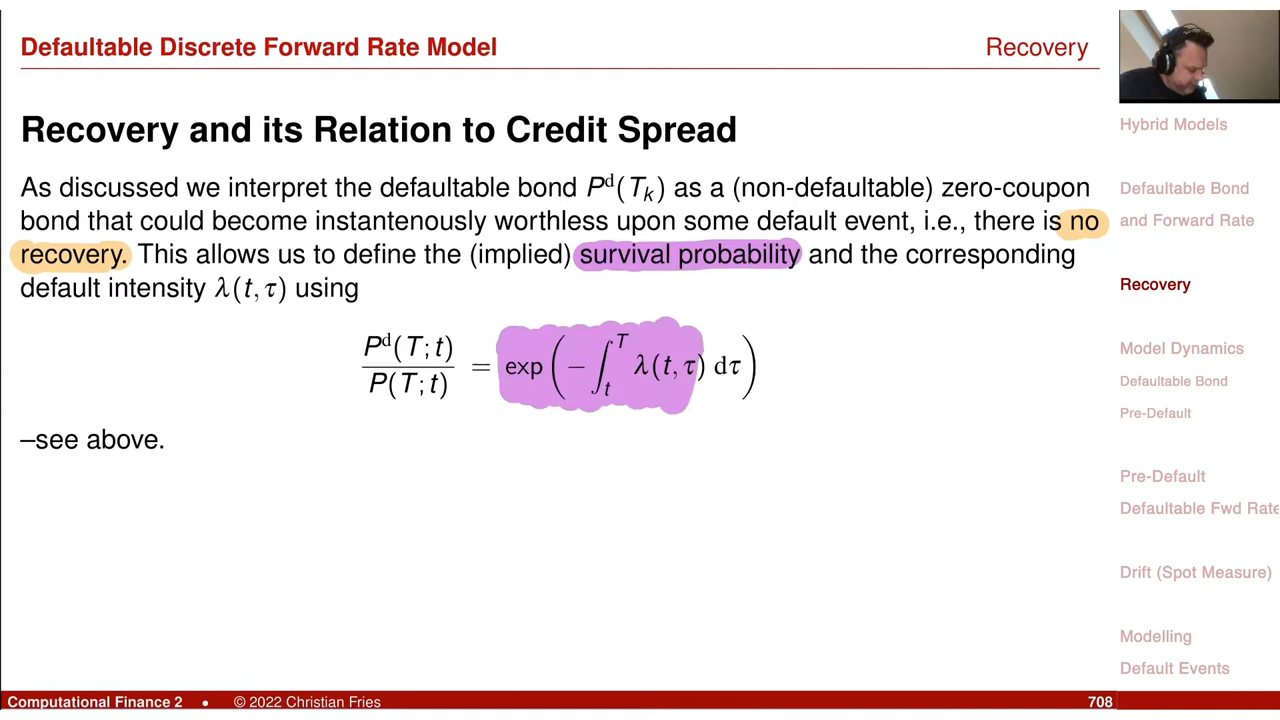 Defaultable Discrete Forward Rate Model
Recovery
Recovery and its Relation to Credit Spread
As discussed we interpret the defaultable bond Pᵈ(Tₖ) as a (non-defaultable) zero-coupon
bond that could become instantenously worthless upon some default event, i.e., there is no
recovery. This allows us to define the (implied) survival probability and the corresponding
default intensity λ(t, τ) using
Pᵈ(T; t) / P(T; t) = exp(−∫ₜᵀ λ(t, τ) dτ)
–see above.
Hybrid Models
Defaultable Bond
and Forward Rate
Recovery
Model Dynamics
Defaultable Bond
Pre-Default
Pre-Default
Defaultable Fwd Rate
Drift (Spot Measure)
Modelling
Default Events
Computational Finance 2 • © 2022 Christian Fries
708